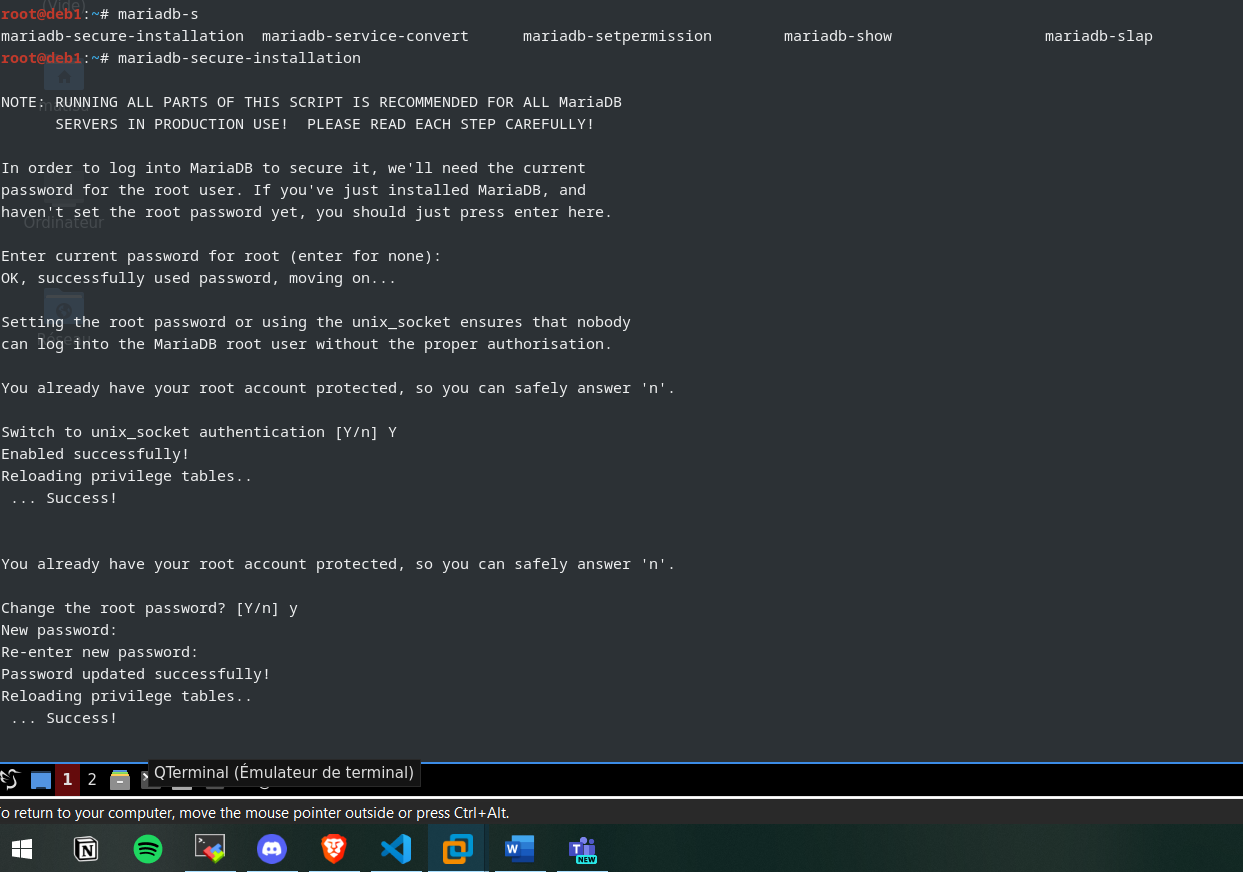 (Vide)
root@deb1:~# mariadb-s
mariadb-secure-installation  mariadb-service-convert      mariadb-setpermission        mariadb-show                 mariadb-slap
root@deb1:~# mariadb-secure-installation
NOTE: RUNNING ALL PARTS OF THIS SCRIPT IS RECOMMENDED FOR ALL MariaDB
      SERVERS IN PRODUCTION USE!  PLEASE READ EACH STEP CAREFULLY!
In order to log into MariaDB to secure it, we'll need the current
password for the root user. If you've just installed MariaDB, and
haven't set the root password yet, you should just press enter here.
Ordinateur
Enter current password for root (enter for none):
OK, successfully used password, moving on...
Setting the root password or using the unix_socket ensures that nobody
can log into the MariaDB root user without the proper authorisation.
You already have your root account protected, so you can safely answer 'n'.
Switch to unix_socket authentication [Y/n] Y
Enabled successfully!
Reloading privilege tables..
 ... Success!
You already have your root account protected, so you can safely answer 'n'.
Change the root password? [Y/n] y
New password:
Re-enter new password:
Password updated successfully!
Reloading privilege tables..
 ... Success!
1 2 QTerminal (Émulateur de terminal)
To return to your computer, move the mouse pointer outside or press Ctrl+Alt.
NEW